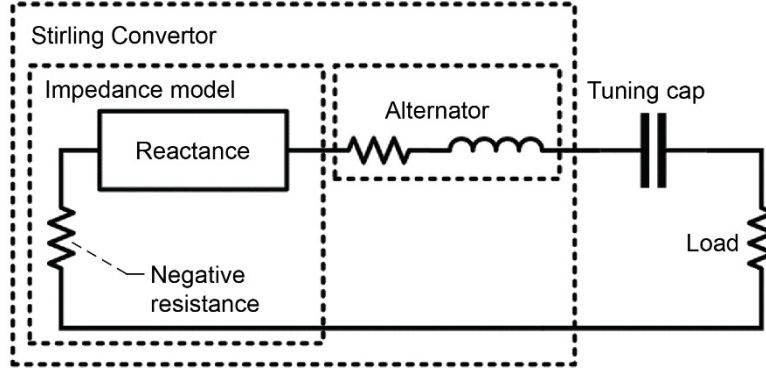 Stirling Convertor
Impedance model
Alternator
Tuning cap
Reactance
Load
Negative
resistance